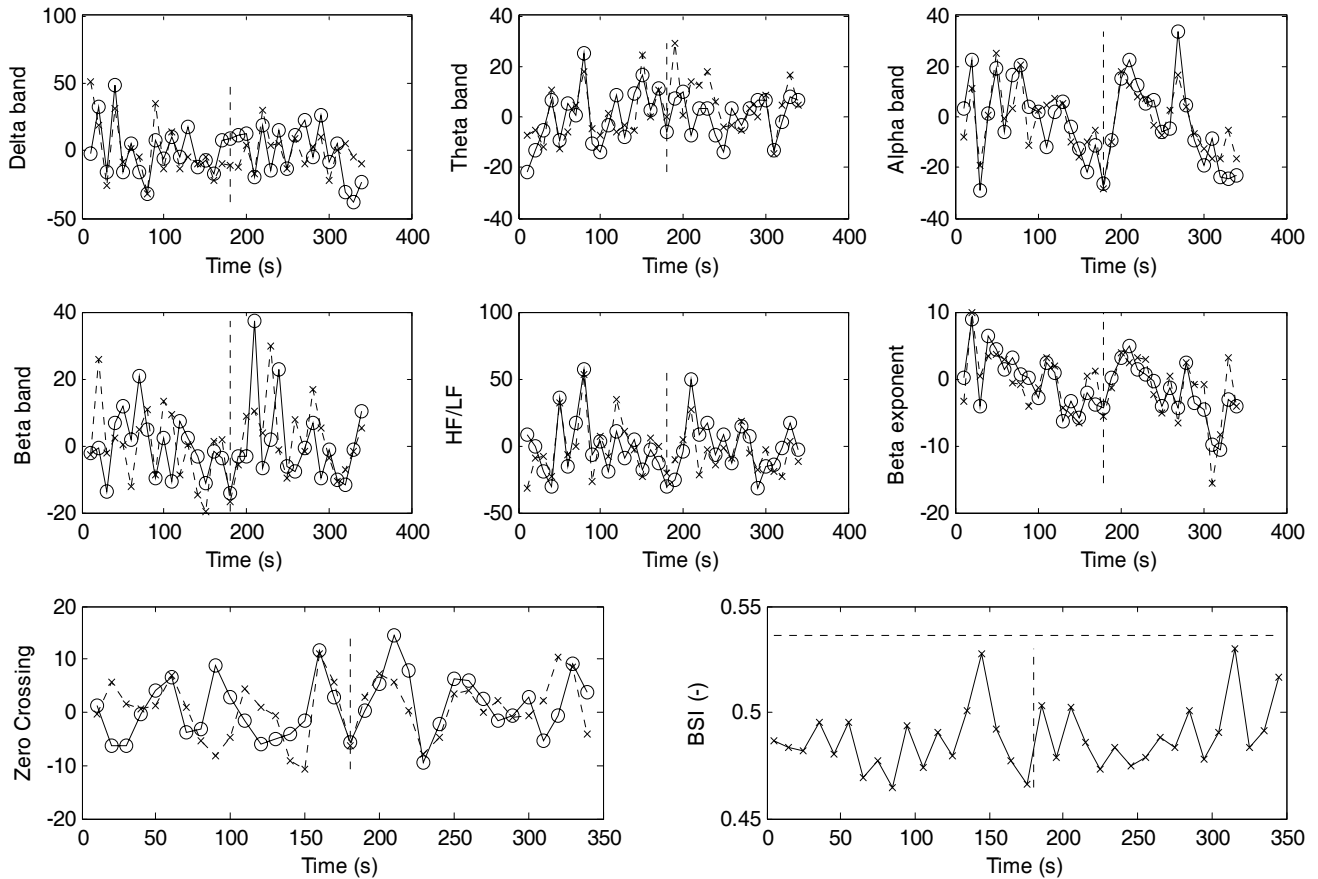 Delta band
100
50
0
-50
0 100 200 300 400
Time (s)
Theta band
40
20
0
-20
-40
0 100 200 300 400
Time (s)
Alpha band
40
20
0
-20
-40
0 100 200 300 400
Time (s)
Beta band
40
20
0
-20
0 100 200 300 400
Time (s)
HF/LF
100
50
0
-50
0 100 200 300 400
Time (s)
Beta exponent
10
0
-10
-20
0 100 200 300 400
Time (s)
Zero Crossing
20
10
0
-10
-20
0 50 100 150 200 250 300 350
Time (s)
BSI (-)
0.55
0.5
0.45
0 50 100 150 200 250 300 350
Time (s)